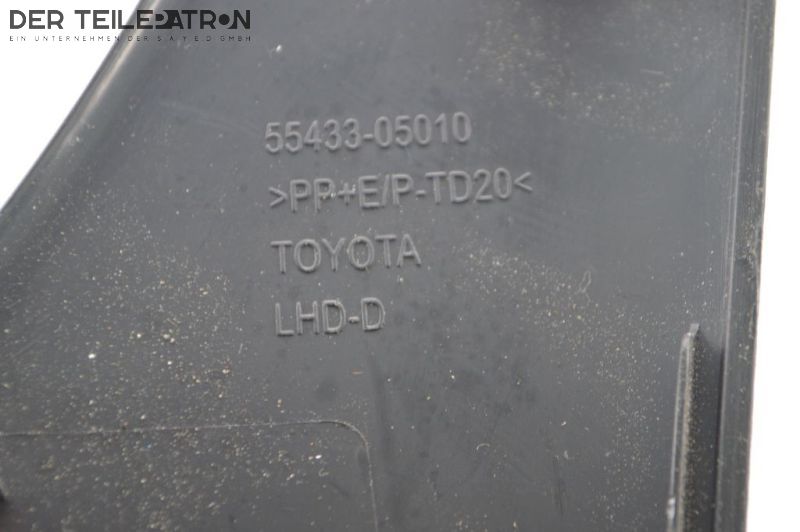 DER TEILEPATRON
EIN UNTERNEHMEN DER S A Y E D GMBH
55433-05010
>PP+E/P-TD20<
TOYOTA
LHD-D